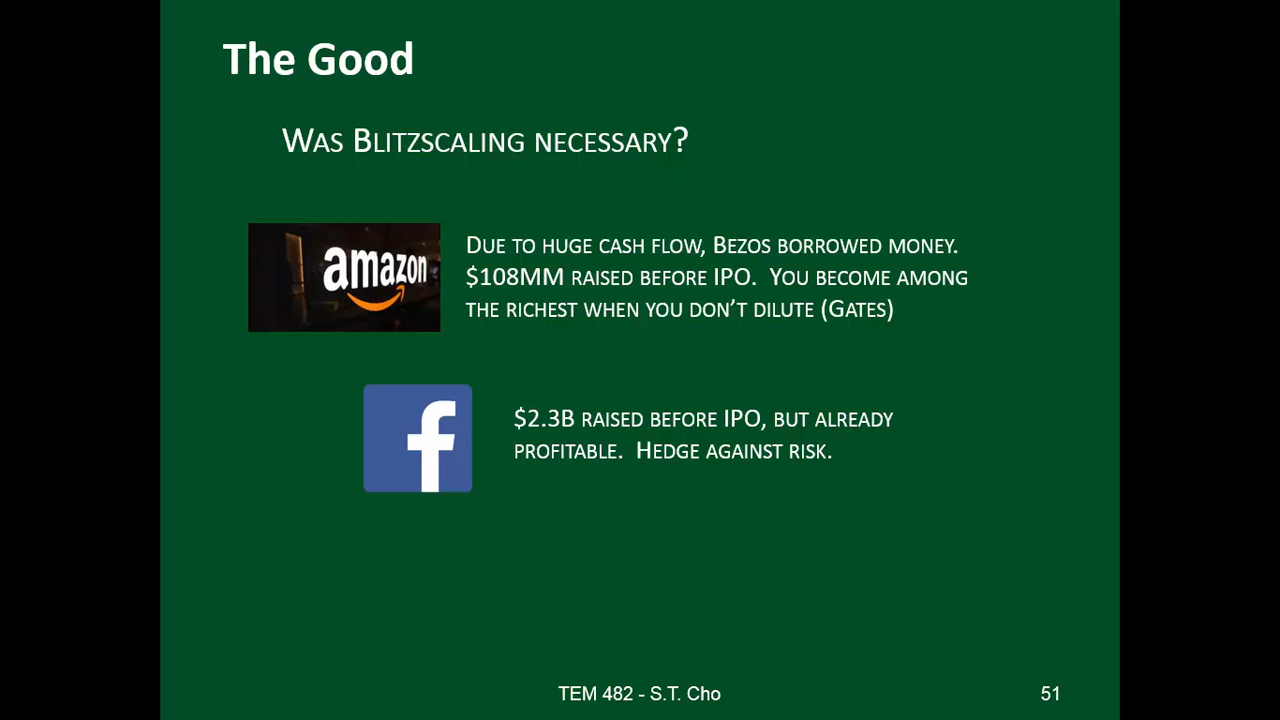 The Good
Was Blitzscaling necessary?
amazon
Due to huge cash flow, Bezos borrowed money.
$108MM raised before IPO.  You become among
the richest when you don’t dilute (Gates)
f
$2.3B raised before IPO, but already
profitable.  Hedge against risk.
TEM 482 - S.T. Cho
51